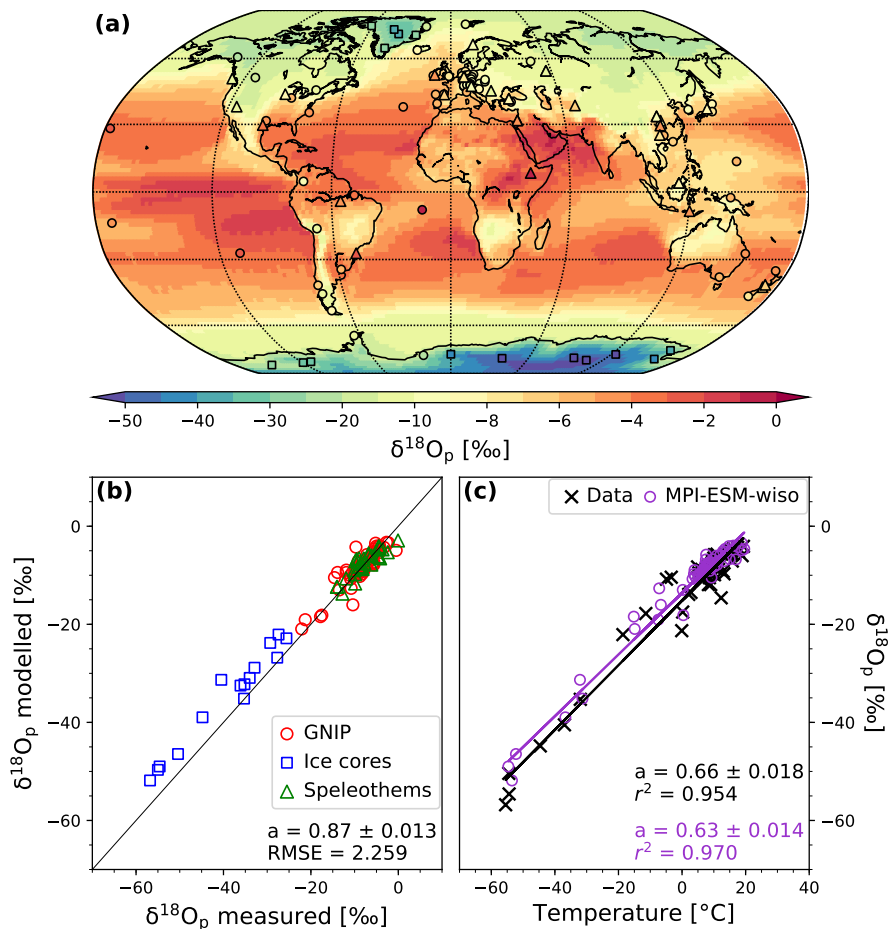 (a)
−50 −40 −30 −20 −10 −8 −6 −4 −2 0
δ¹⁸Oₚ [‰]
(b)
0
−20
−40
−60
δ¹⁸Oₚ modelled [‰]
GNIP
Ice cores
Speleothems
a = 0.87 ± 0.013
RMSE = 2.259
−60 −40 −20 0
δ¹⁸Oₚ measured [‰]
(c)
Data MPI-ESM-wiso
0
−20
−40
−60
δ¹⁸Oₚ [‰]
a = 0.66 ± 0.018
r² = 0.954
a = 0.63 ± 0.014
r² = 0.970
−60 −40 −20 0 20 40
Temperature [°C]